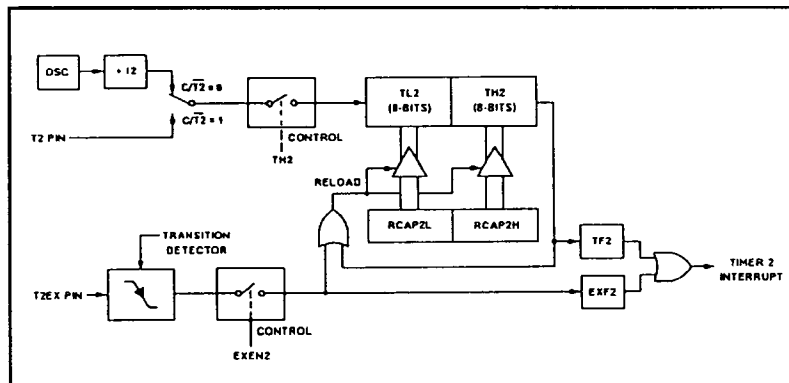 OSC
÷ 12
C/T2 = 0
C/T2 = 1
T2 PIN
CONTROL
TH2
TL2
(8-BITS)
TH2
(8-BITS)
RELOAD
RCAP2L
RCAP2H
TRANSITION
DETECTOR
T2EX PIN
CONTROL
EXEN2
TF2
EXF2
TIMER 2
INTERRUPT